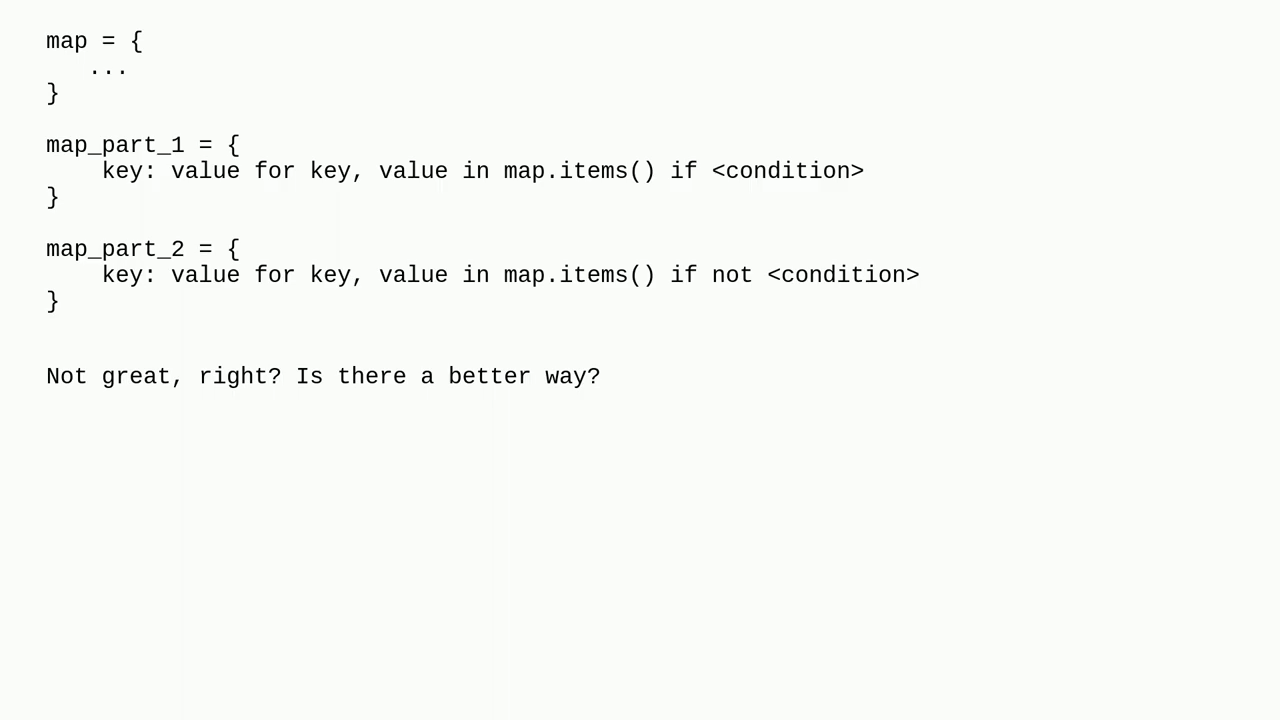 map = {
   ...
}
map_part_1 = {
    key: value for key, value in map.items() if <condition>
}
map_part_2 = {
    key: value for key, value in map.items() if not <condition>
}
Not great, right? Is there a better way?